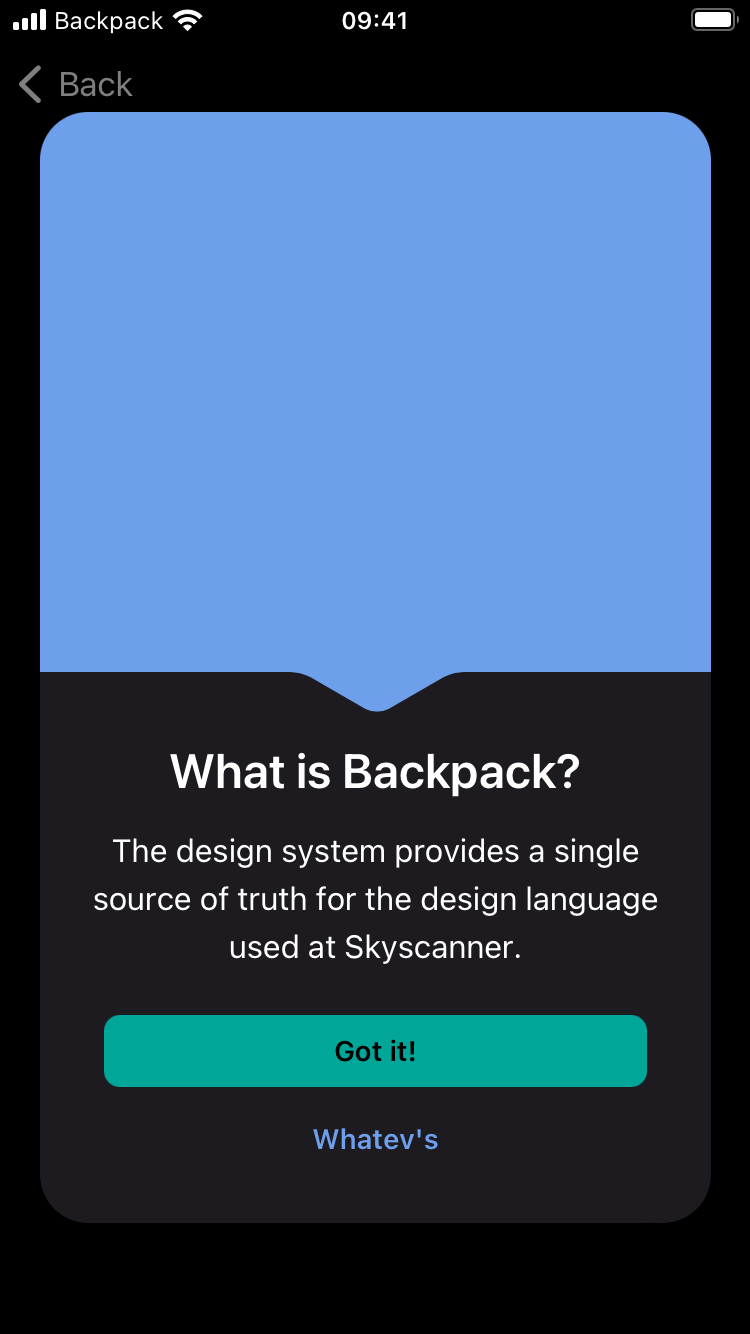 Backpack 09:41
Back
What is Backpack?
The design system provides a single
source of truth for the design language
used at Skyscanner.
Got it!
Whatev's